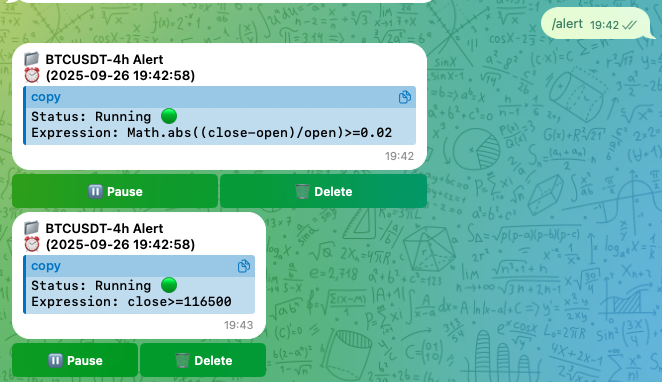 /alert 19:42
BTCUSDT-4h Alert
(2025-09-26 19:42:58)
copy
Status: Running
Expression: Math.abs((close-open)/open)>=0.02
19:42
Pause
Delete
BTCUSDT-4h Alert
(2025-09-26 19:42:58)
copy
Status: Running
Expression: close>=116500
19:43
Pause
Delete